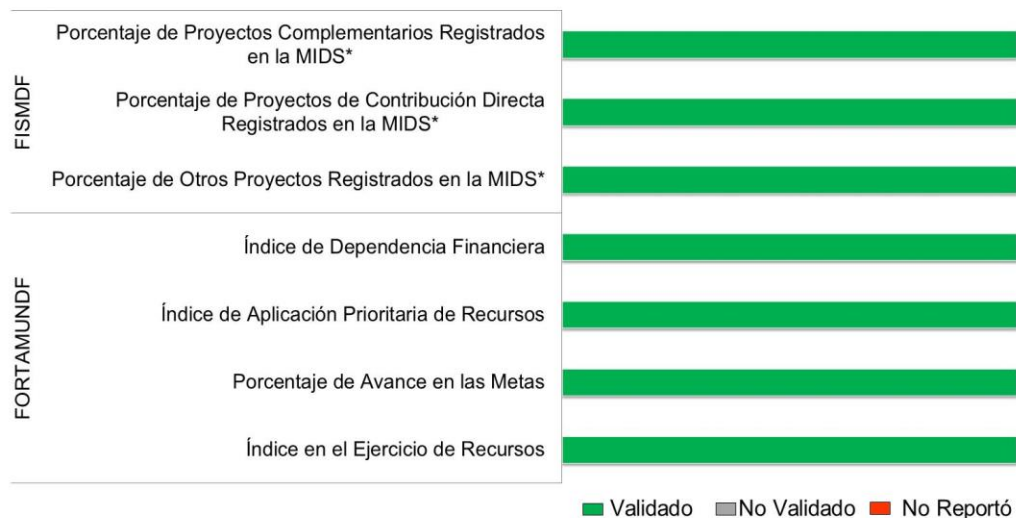 FISMDF
Porcentaje de Proyectos Complementarios Registrados
en la MIDS*
Porcentaje de Proyectos de Contribución Directa
Registrados en la MIDS*
Porcentaje de Otros Proyectos Registrados en la MIDS*
FORTAMUNDF
Índice de Dependencia Financiera
Índice de Aplicación Prioritaria de Recursos
Porcentaje de Avance en las Metas
Índice en el Ejercicio de Recursos
Validado No Validado No Reportó